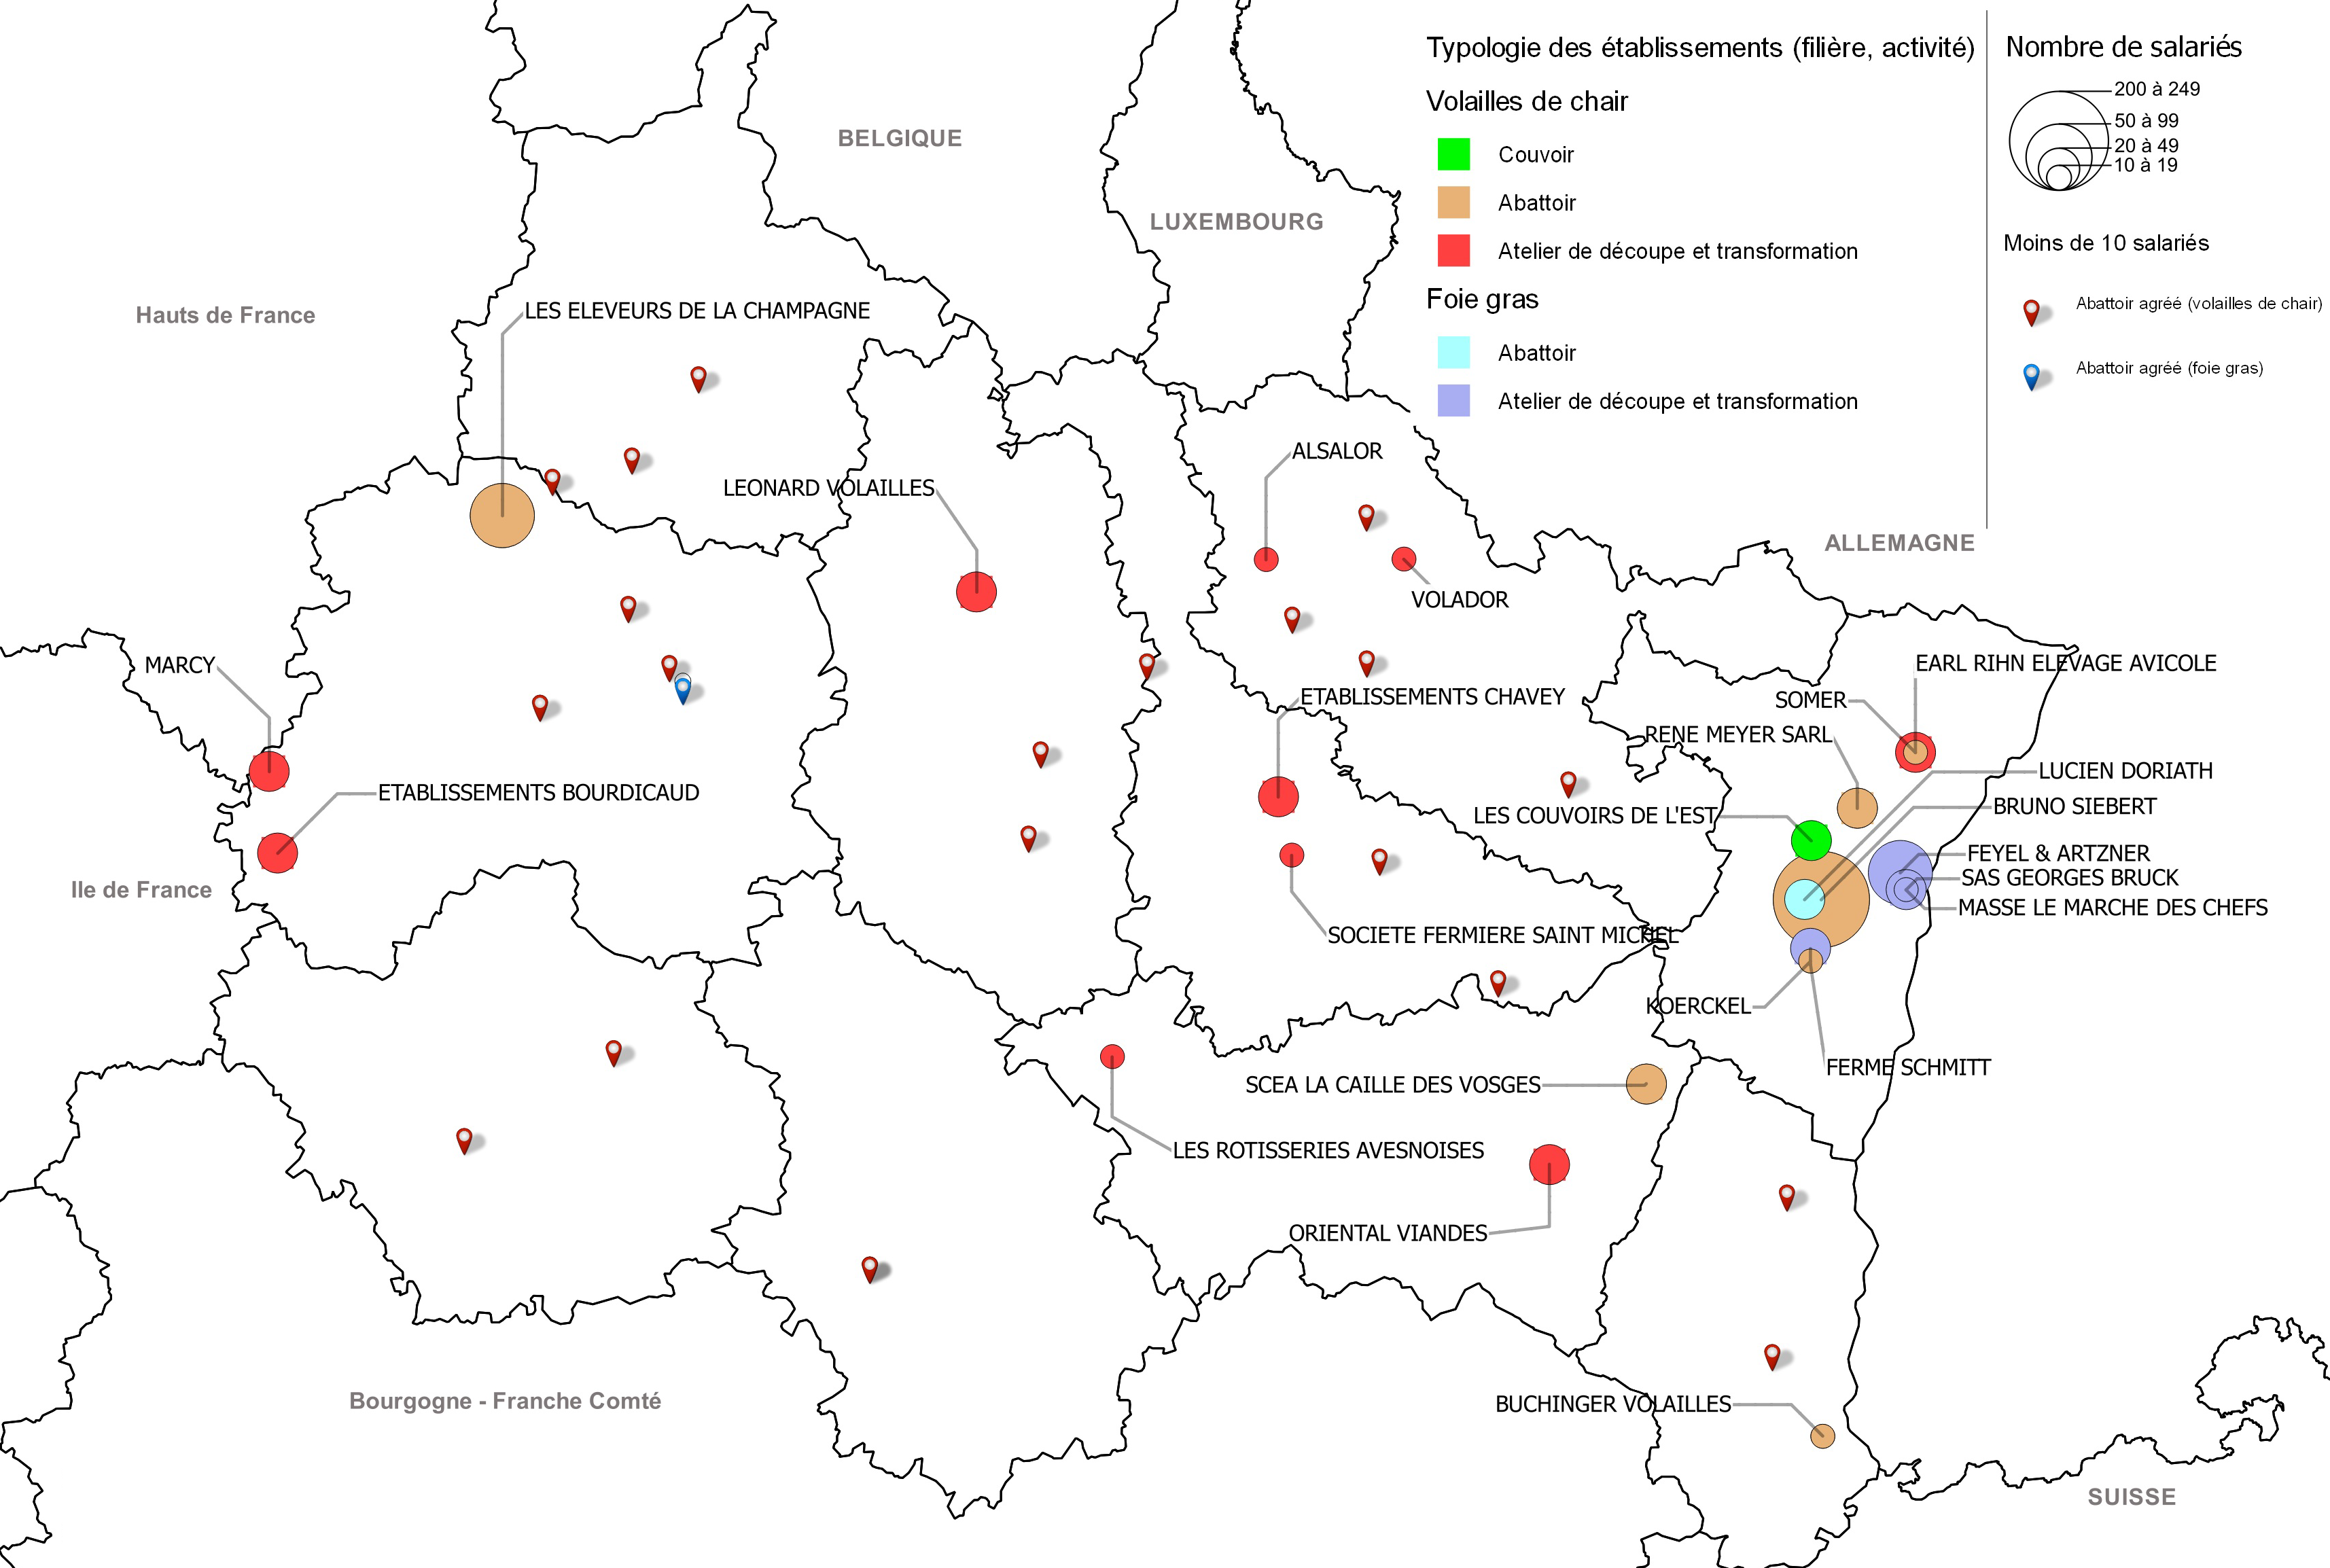 Typologie des établissements (filière, activité)
Volailles de chair
Couvoir
Abattoir
Atelier de découpe et transformation
Foie gras
Abattoir
Atelier de découpe et transformation
Nombre de salariés
200 à 249
50 à 99
20 à 49
10 à 19
Moins de 10 salariés
Abattoir agréé (volailles de chair)
Abattoir agréé (foie gras)
BELGIQUE
LUXEMBOURG
Hauts de France
LES ELEVEURS DE LA CHAMPAGNE
ALSALOR
LEONARD VOLAILLES
ALLEMAGNE
VOLADOR
MARCY
EARL RIHN ELEVAGE AVICOLE
ETABLISSEMENTS CHAVEY
SOMER
RENE MEYER SARL
LUCIEN DORIATH
ETABLISSEMENTS BOURDICAUD
BRUNO SIEBERT
LES COUVOIRS DE L'EST
FEYEL & ARTZNER
SAS GEORGES BRUCK
Ile de France
MASSE LE MARCHE DES CHEFS
SOCIETE FERMIERE SAINT MICHEL
KOERCKEL
FERME SCHMITT
SCEA LA CAILLE DES VOSGES
LES ROTISSERIES AVESNOISES
ORIENTAL VIANDES
Bourgogne - Franche Comté
BUCHINGER VOLAILLES
SUISSE